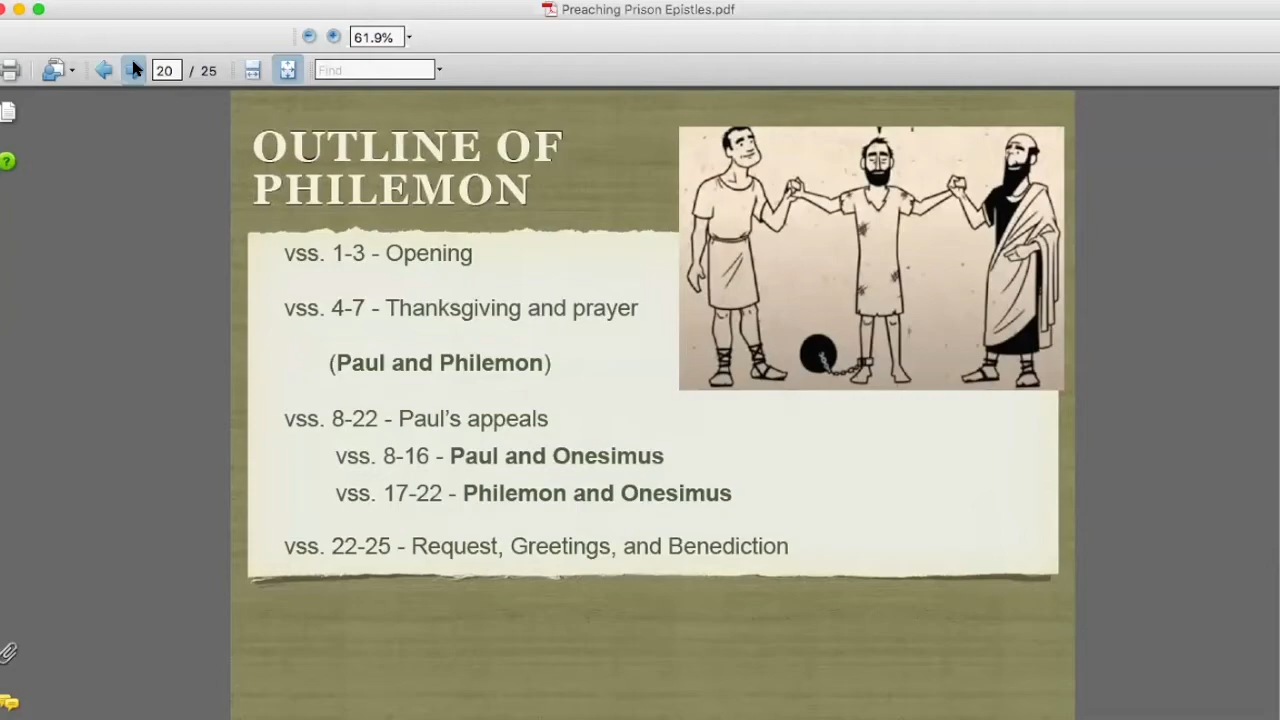 Preaching Prison Epistles.pdf
61.9%
20 / 25
Find
OUTLINE OF
PHILEMON
vss. 1-3 - Opening
vss. 4-7 - Thanksgiving and prayer
(Paul and Philemon)
vss. 8-22 - Paul’s appeals
vss. 8-16 - Paul and Onesimus
vss. 17-22 - Philemon and Onesimus
vss. 22-25 - Request, Greetings, and Benediction